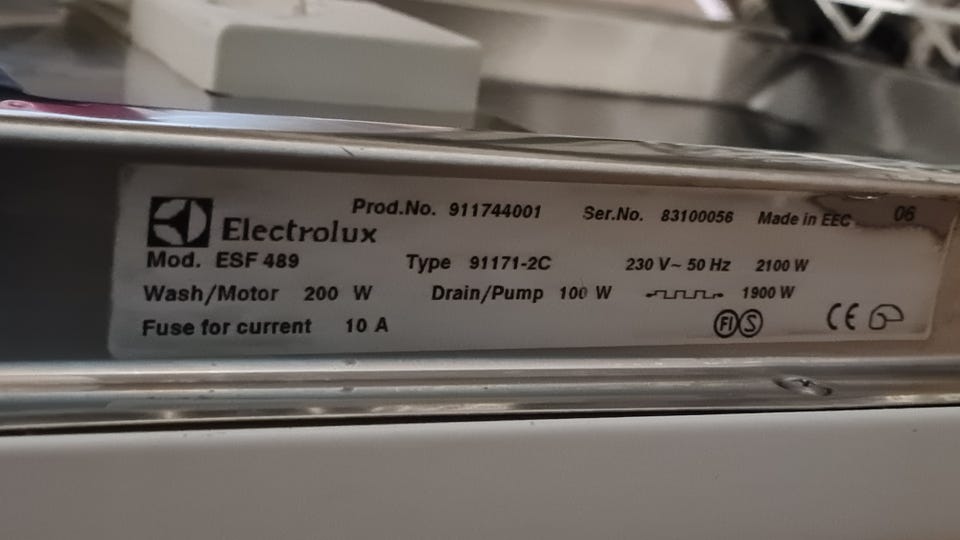 Prod.No. 911744001 Ser.No. 83100056 Made in EEC 06
Electrolux
Mod. ESF 489 Type 91171-2C 230 V~ 50 Hz 2100 W
Wash/Motor 200 W Drain/Pump 100 W 1900 W
Fuse for current 10 A FI S CE